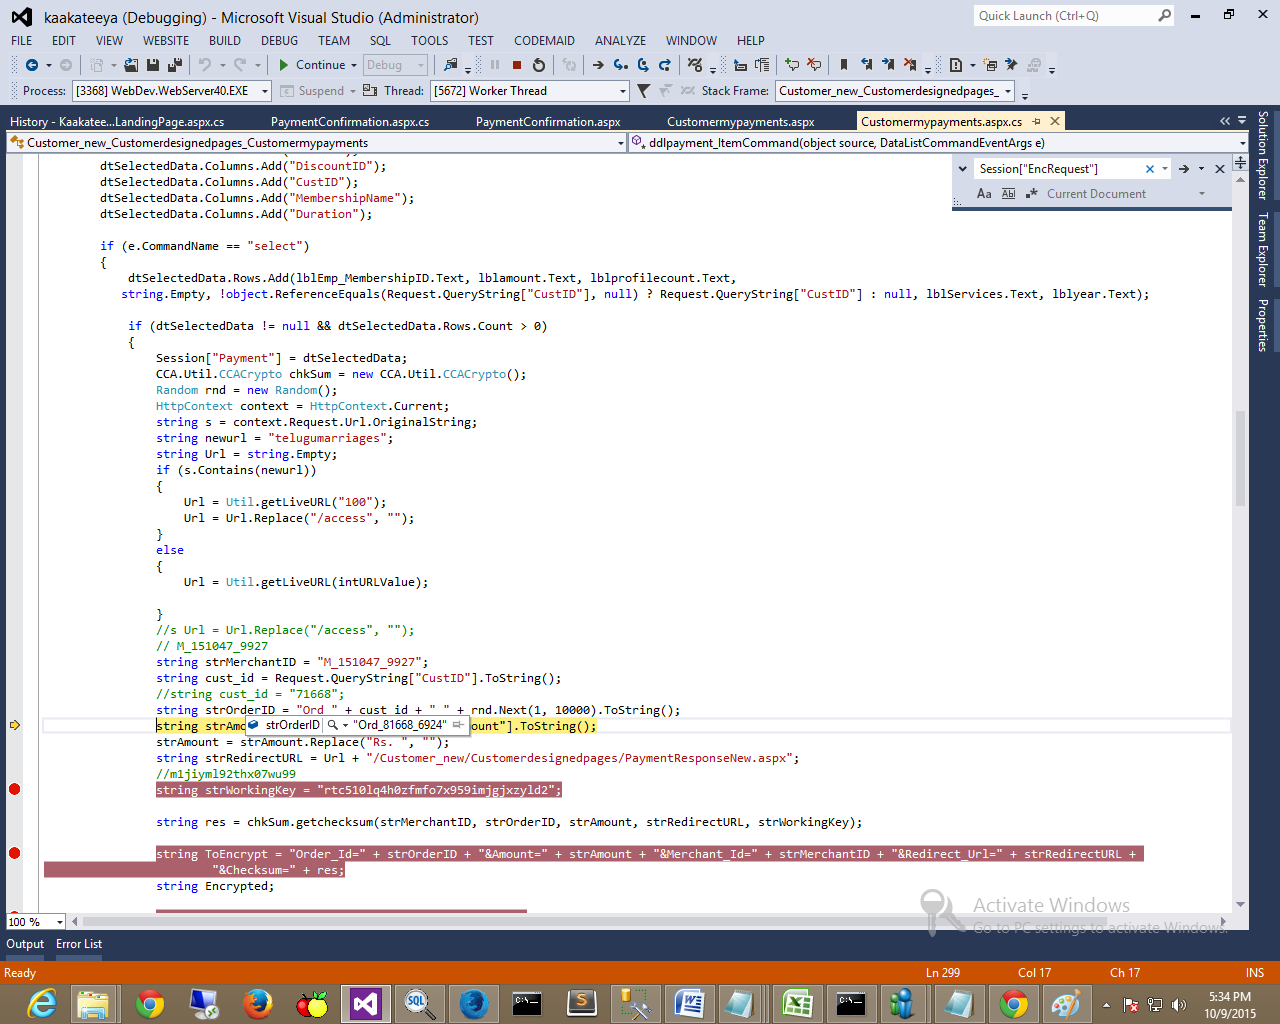 kaakateeya (Debugging) - Microsoft Visual Studio (Administrator)
Quick Launch (Ctrl+Q)
FILE EDIT VIEW WEBSITE BUILD DEBUG TEAM SQL TOOLS TEST CODEMAID ANALYZE WINDOW HELP
Continue Debug
Process: [3368] WebDev.WebServer40.EXE Suspend Thread: [5672] Worker Thread Stack Frame: Customer_new_Customerdesignedpages_
History - Kaakatee...LandingPage.aspx.cs PaymentConfirmation.aspx.cs PaymentConfirmation.aspx Customermypayments.aspx Customermypayments.aspx.cs
Customer_new_Customerdesignedpages_Customermypayments ddlpayment_ItemCommand(object source, DataListCommandEventArgs e)
Session["EncRequest"]
Aa Ab Current Document
Solution Explorer
Team Explorer
Properties
dtSelectedData.Columns.Add("DiscountID");
dtSelectedData.Columns.Add("CustID");
dtSelectedData.Columns.Add("MembershipName");
dtSelectedData.Columns.Add("Duration");
if (e.CommandName == "select")
{
dtSelectedData.Rows.Add(lblEmp_MembershipID.Text, lblamount.Text, lblprofilecount.Text,
string.Empty, !object.ReferenceEquals(Request.QueryString["CustID"], null) ? Request.QueryString["CustID"] : null, lblServices.Text, lblyear.Text);
if (dtSelectedData != null && dtSelectedData.Rows.Count > 0)
{
Session["Payment"] = dtSelectedData;
CCA.Util.CCACrypto chkSum = new CCA.Util.CCACrypto();
Random rnd = new Random();
HttpContext context = HttpContext.Current;
string s = context.Request.Url.OriginalString;
string newurl = "telugumarriages";
string Url = string.Empty;
if (s.Contains(newurl))
{
Url = Util.getLiveURL("100");
Url = Url.Replace("/access", "");
}
else
{
Url = Util.getLiveURL(intURLValue);
}
//s Url = Url.Replace("/access", "");
// M_151047_9927
string strMerchantID = "M_151047_9927";
string cust_id = Request.QueryString["CustID"].ToString();
//string cust_id = "71668";
string strOrderID = "Ord_" + cust_id + "_" + rnd.Next(1, 10000).ToString();
string strAmo strOrderID "Ord_81668_6924" ount"].ToString();
strAmount = strAmount.Replace("Rs. ", "");
string strRedirectURL = Url + "/Customer_new/Customerdesignedpages/PaymentResponseNew.aspx";
//m1jiyml92thx07wu99
string strWorkingKey = "rtc510lq4h0zfmfo7x959imjgjxzyld2";
string res = chkSum.getchecksum(strMerchantID, strOrderID, strAmount, strRedirectURL, strWorkingKey);
string ToEncrypt = "Order_Id=" + strOrderID + "&Amount=" + strAmount + "&Merchant_Id=" + strMerchantID + "&Redirect_Url=" + strRedirectURL +
"&Checksum=" + res;
string Encrypted;
Activate Windows
Go to PC settings to activate Windows.
100 %
Output Error List
Ready Ln 299 Col 17 Ch 17 INS
5:34 PM
10/9/2015